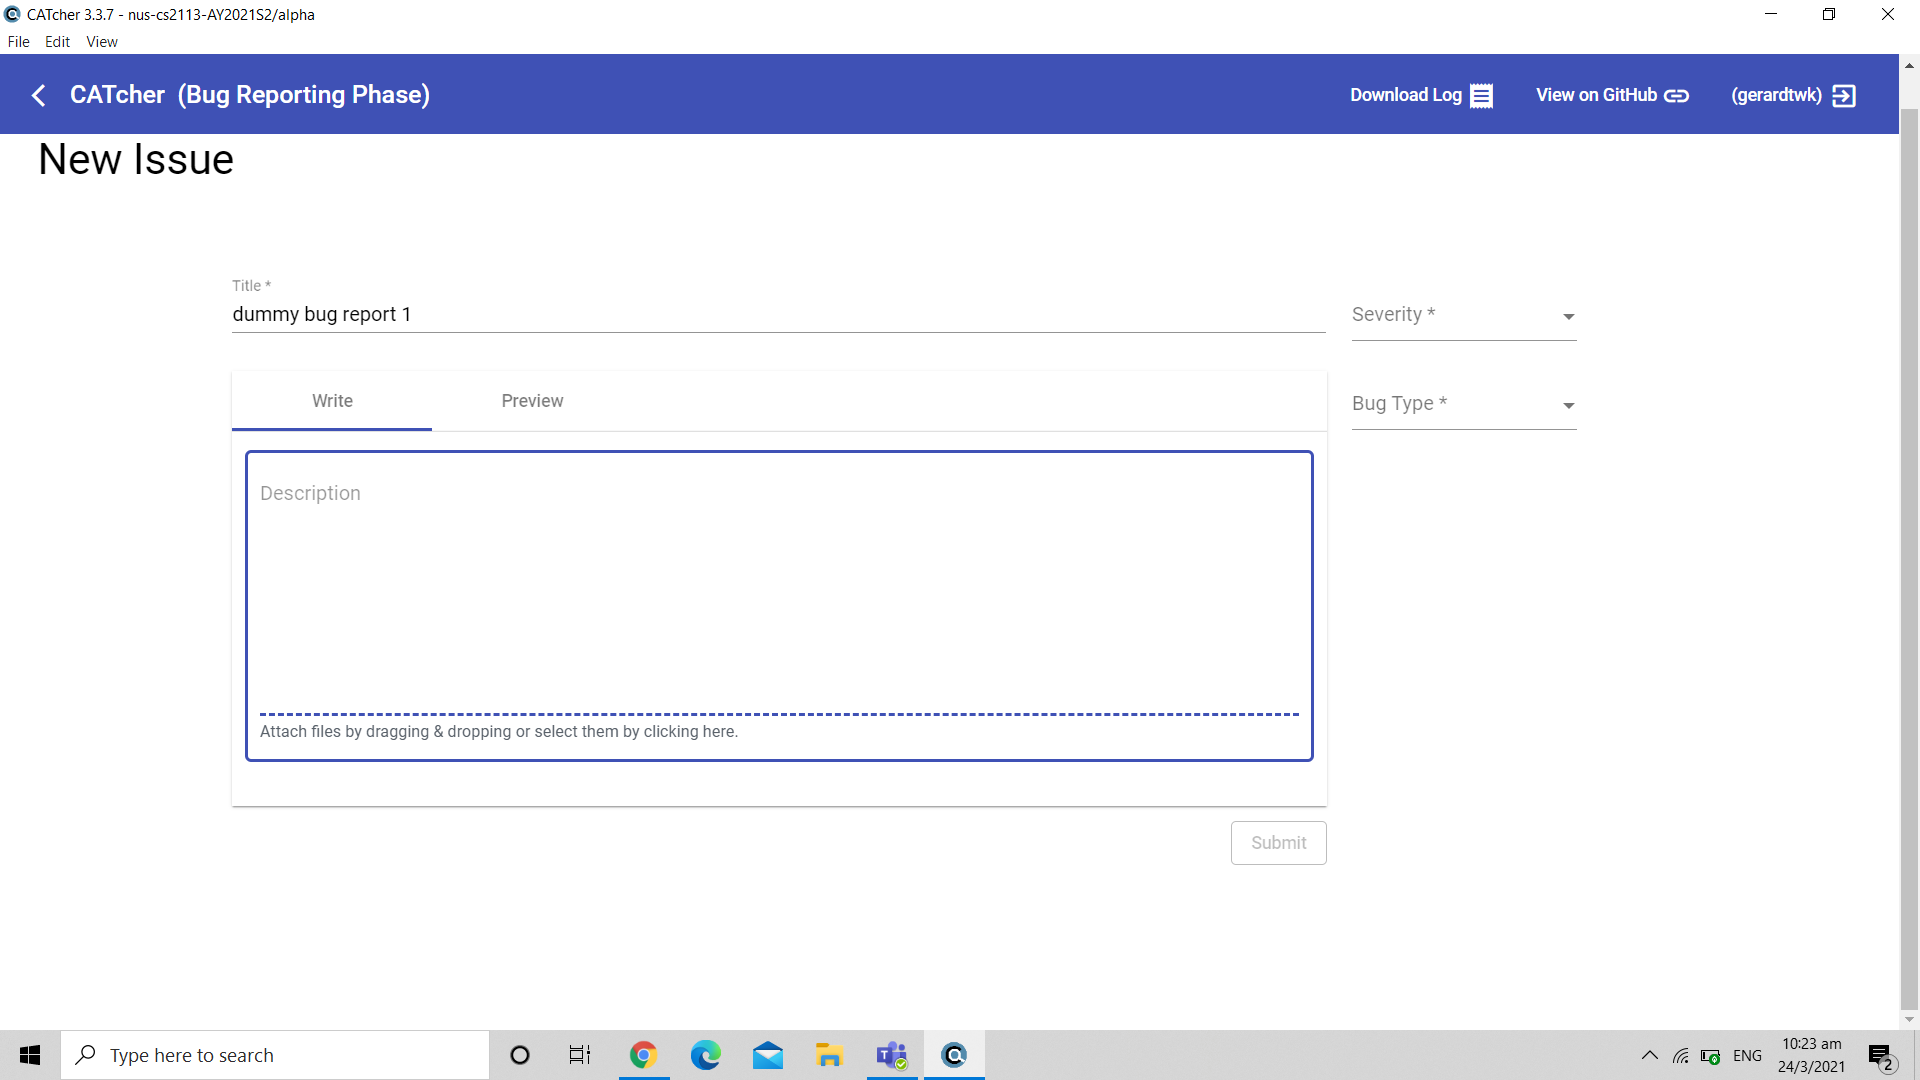 CATcher 3.3.7 - nus-cs2113-AY2021S2/alpha
File Edit View
CATcher (Bug Reporting Phase)
Download Log View on GitHub (gerardtwk)
New Issue
Title *
dummy bug report 1
Severity *
Write Preview
Bug Type *
Description
Attach files by dragging & dropping or select them by clicking here.
Submit
Type here to search
ENG
10:23 am
24/3/2021
2